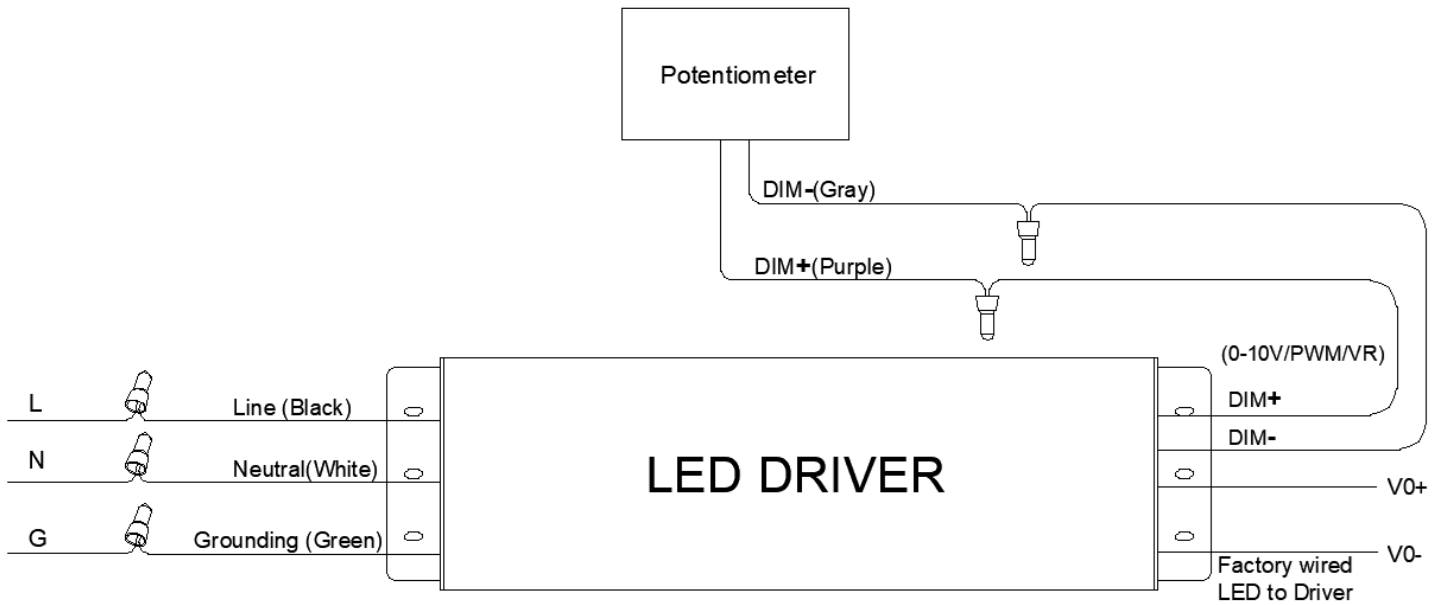 Potentiometer
DIM-(Gray)
DIM+(Purple)
(0-10V/PWM/VR)
L
Line (Black)
DIM+
DIM-
N
Neutral(White)
LED DRIVER
V0+
G
Grounding (Green)
V0-
Factory wired
LED to Driver